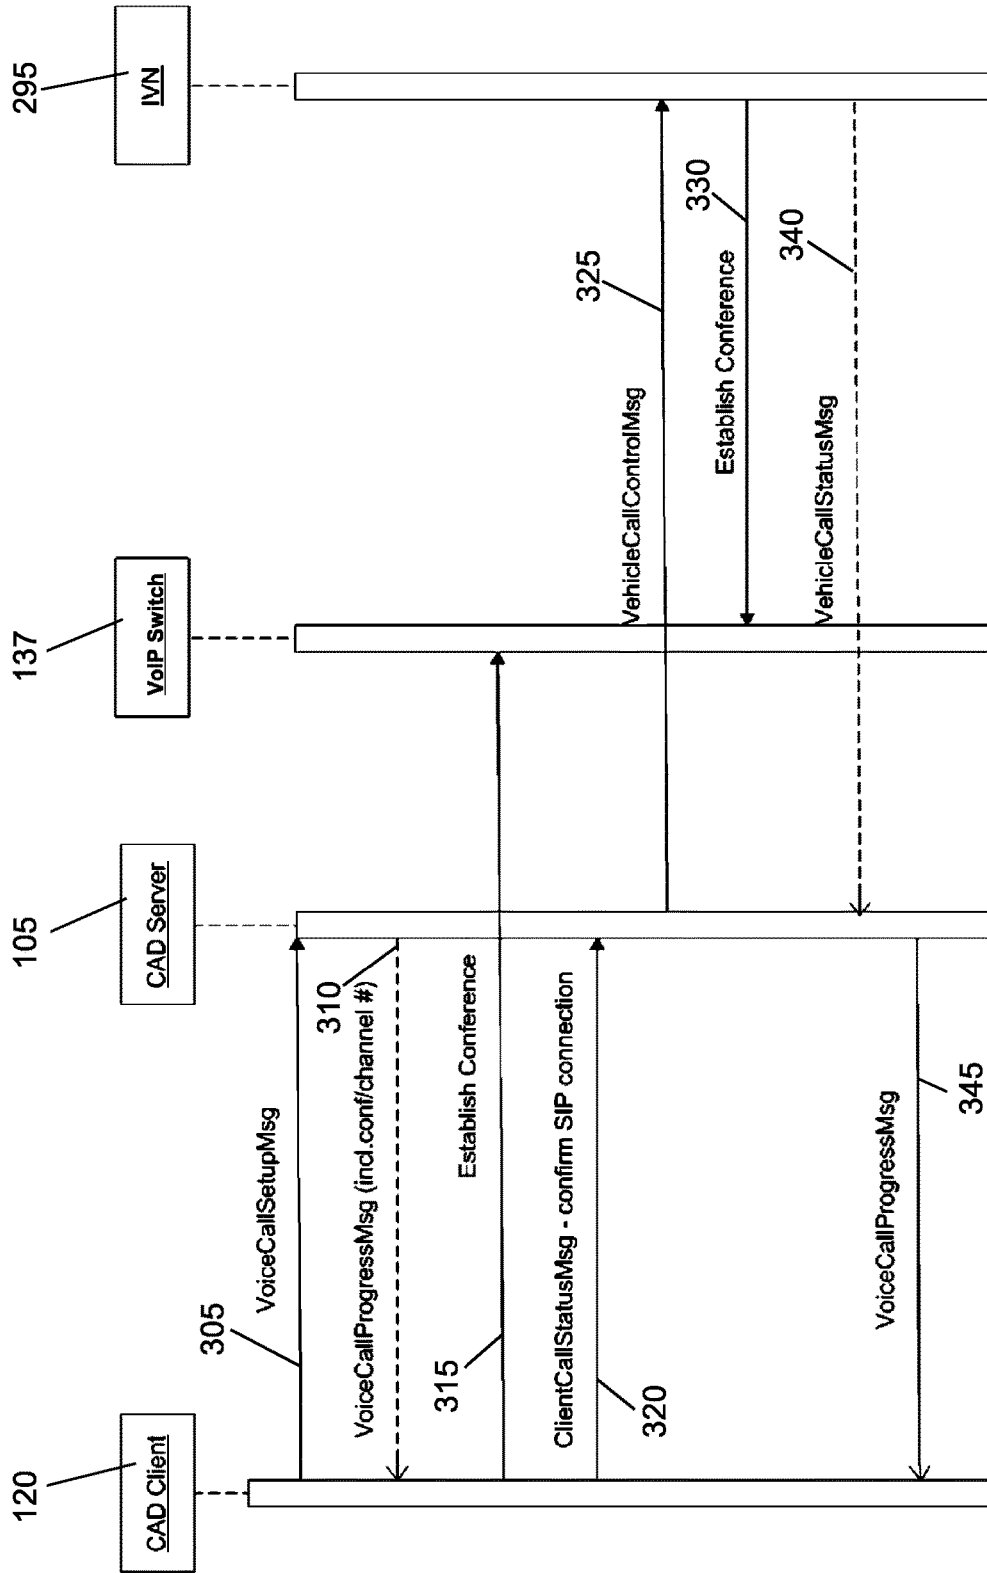 120
CAD Client
105
CAD Server
137
VoIP Switch
295
IVN
305
VoiceCallSetupMsg
310
VoiceCallProgressMsg (incl.conf/channel #)
315
Establish Conference
ClientCallStatusMsg - confirm SIP connection
320
VehicleCallControlMsg
325
Establish Conference
330
VehicleCallStatusMsg
340
VoiceCallProgressMsg
345